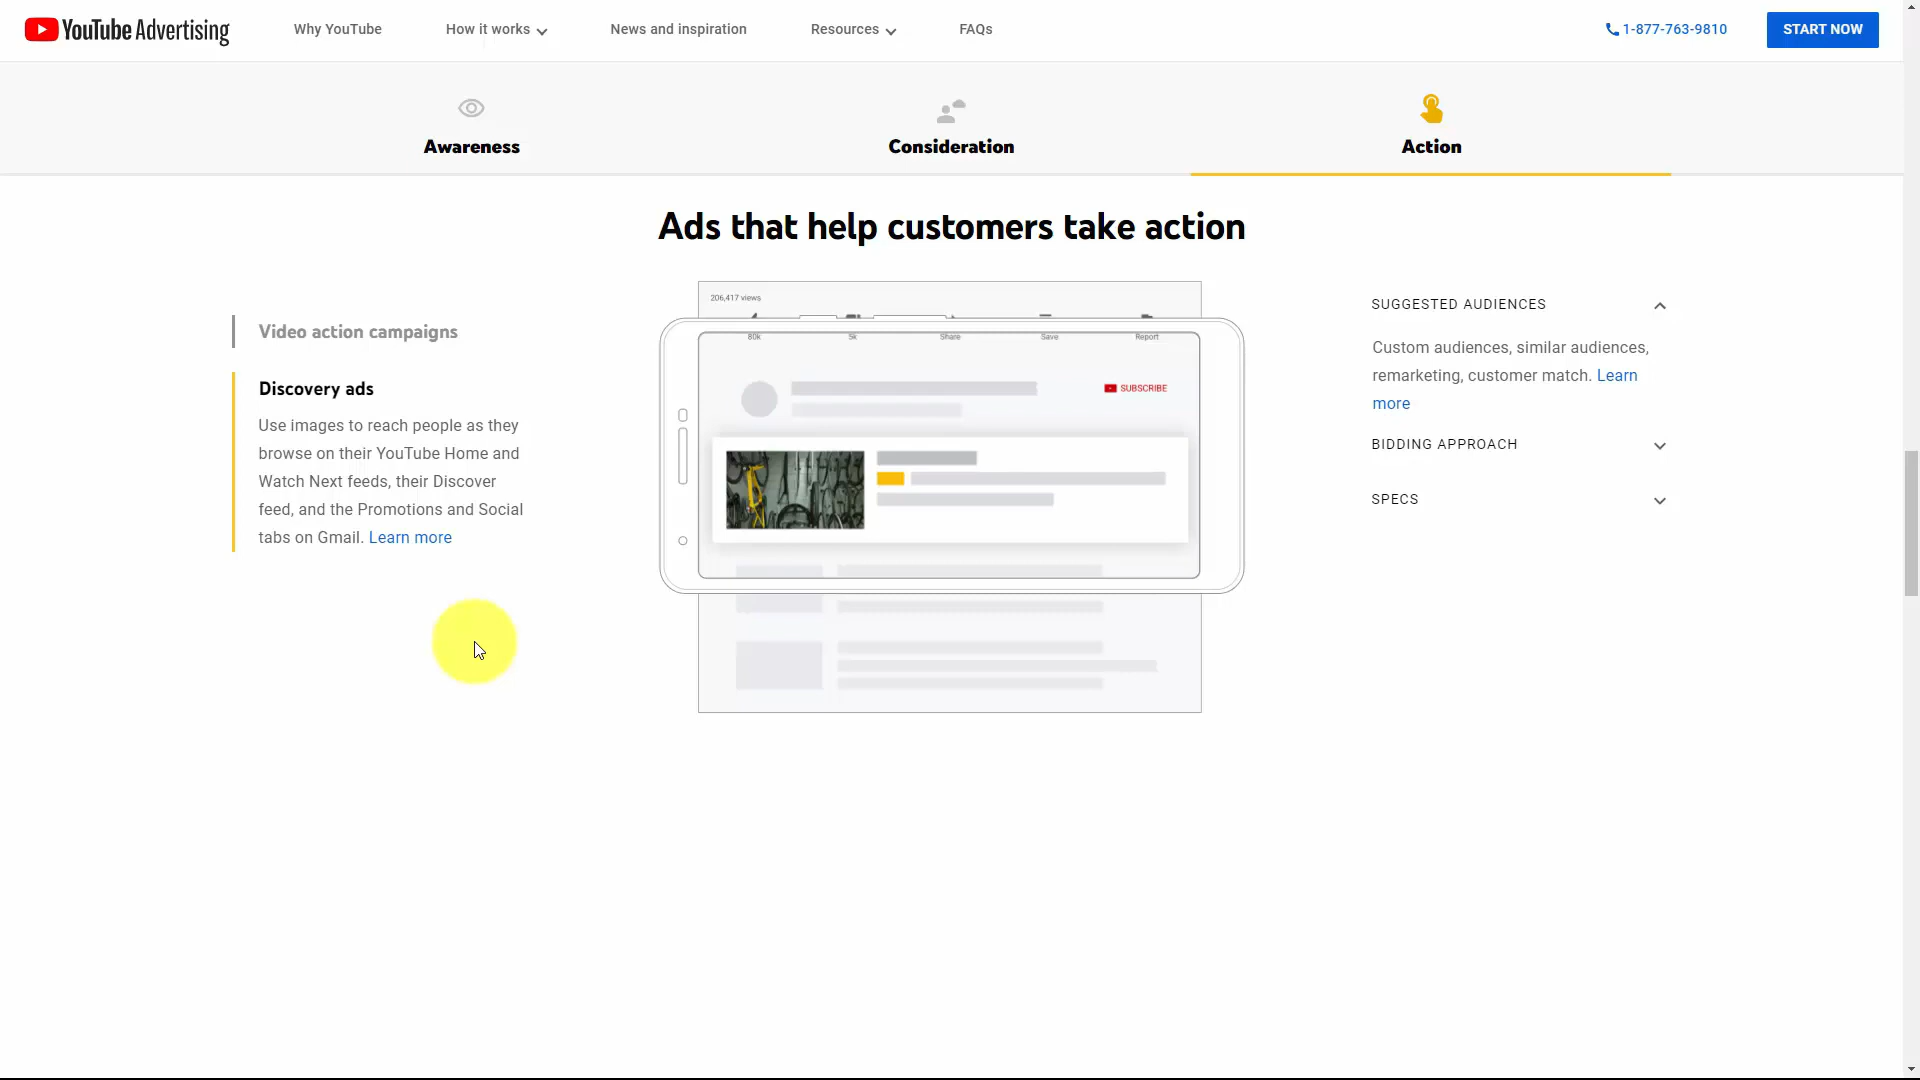 YouTube Advertising
Why YouTube
How it works
News and inspiration
Resources
FAQs
1-877-763-9810
START NOW
Awareness
Consideration
Action
Ads that help customers take action
Video action campaigns
Discovery ads
Use images to reach people as they
browse on their YouTube Home and
Watch Next feeds, their Discover
feed, and the Promotions and Social
tabs on Gmail. Learn more
206,417 views
80k
5k
Share
Save
Report
SUBSCRIBE
SUGGESTED AUDIENCES
Custom audiences, similar audiences,
remarketing, customer match. Learn
more
BIDDING APPROACH
SPECS